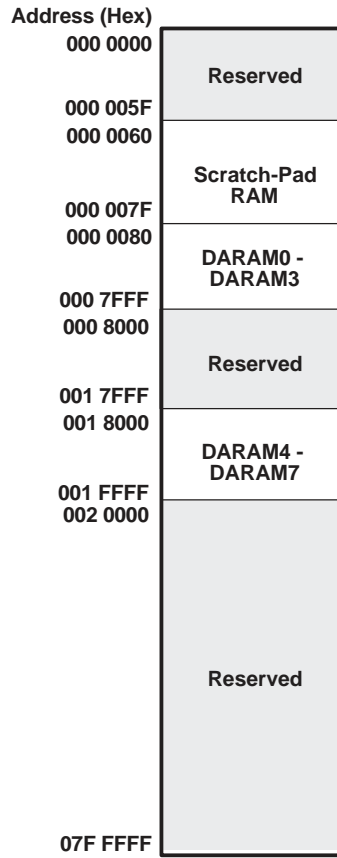 Address (Hex)
000 0000
Reserved
000 005F
000 0060
Scratch-Pad
RAM
000 007F
000 0080
DARAM0 -
DARAM3
000 7FFF
000 8000
Reserved
001 7FFF
001 8000
DARAM4 -
DARAM7
001 FFFF
002 0000
Reserved
07F FFFF